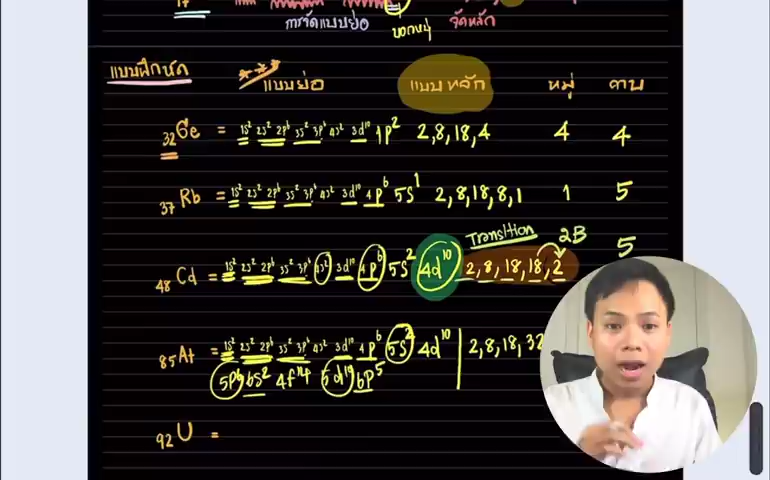 การจัดแบบย่อ บอกหมู่ จัดหลัก
แบบฝึกหัด แบบย่อ แบบหลัก หมู่ คาบ
₃₂Ge = 1s² 2s² 2p⁶ 3s² 3p⁶ 4s² 3d¹⁰ 4p² 2,8,18,4 4 4
₃₇Rb = 1s² 2s² 2p⁶ 3s² 3p⁶ 4s² 3d¹⁰ 4p⁶ 5s¹ 2,8,18,8,1 1 5
Transition 2B 5
₄₈Cd = 1s² 2s² 2p⁶ 3s² 3p⁶ 4s² 3d¹⁰ 4p⁶ 5s² 4d¹⁰ 2,8,18,18,2
₈₅At = 1s² 2s² 2p⁶ 3s² 3p⁶ 4s² 3d¹⁰ 4p⁶ 5s² 4d¹⁰ 2,8,18,32
5p⁶ 6s² 4f¹⁴ 5d¹⁰ 6p⁵
₉₂U =